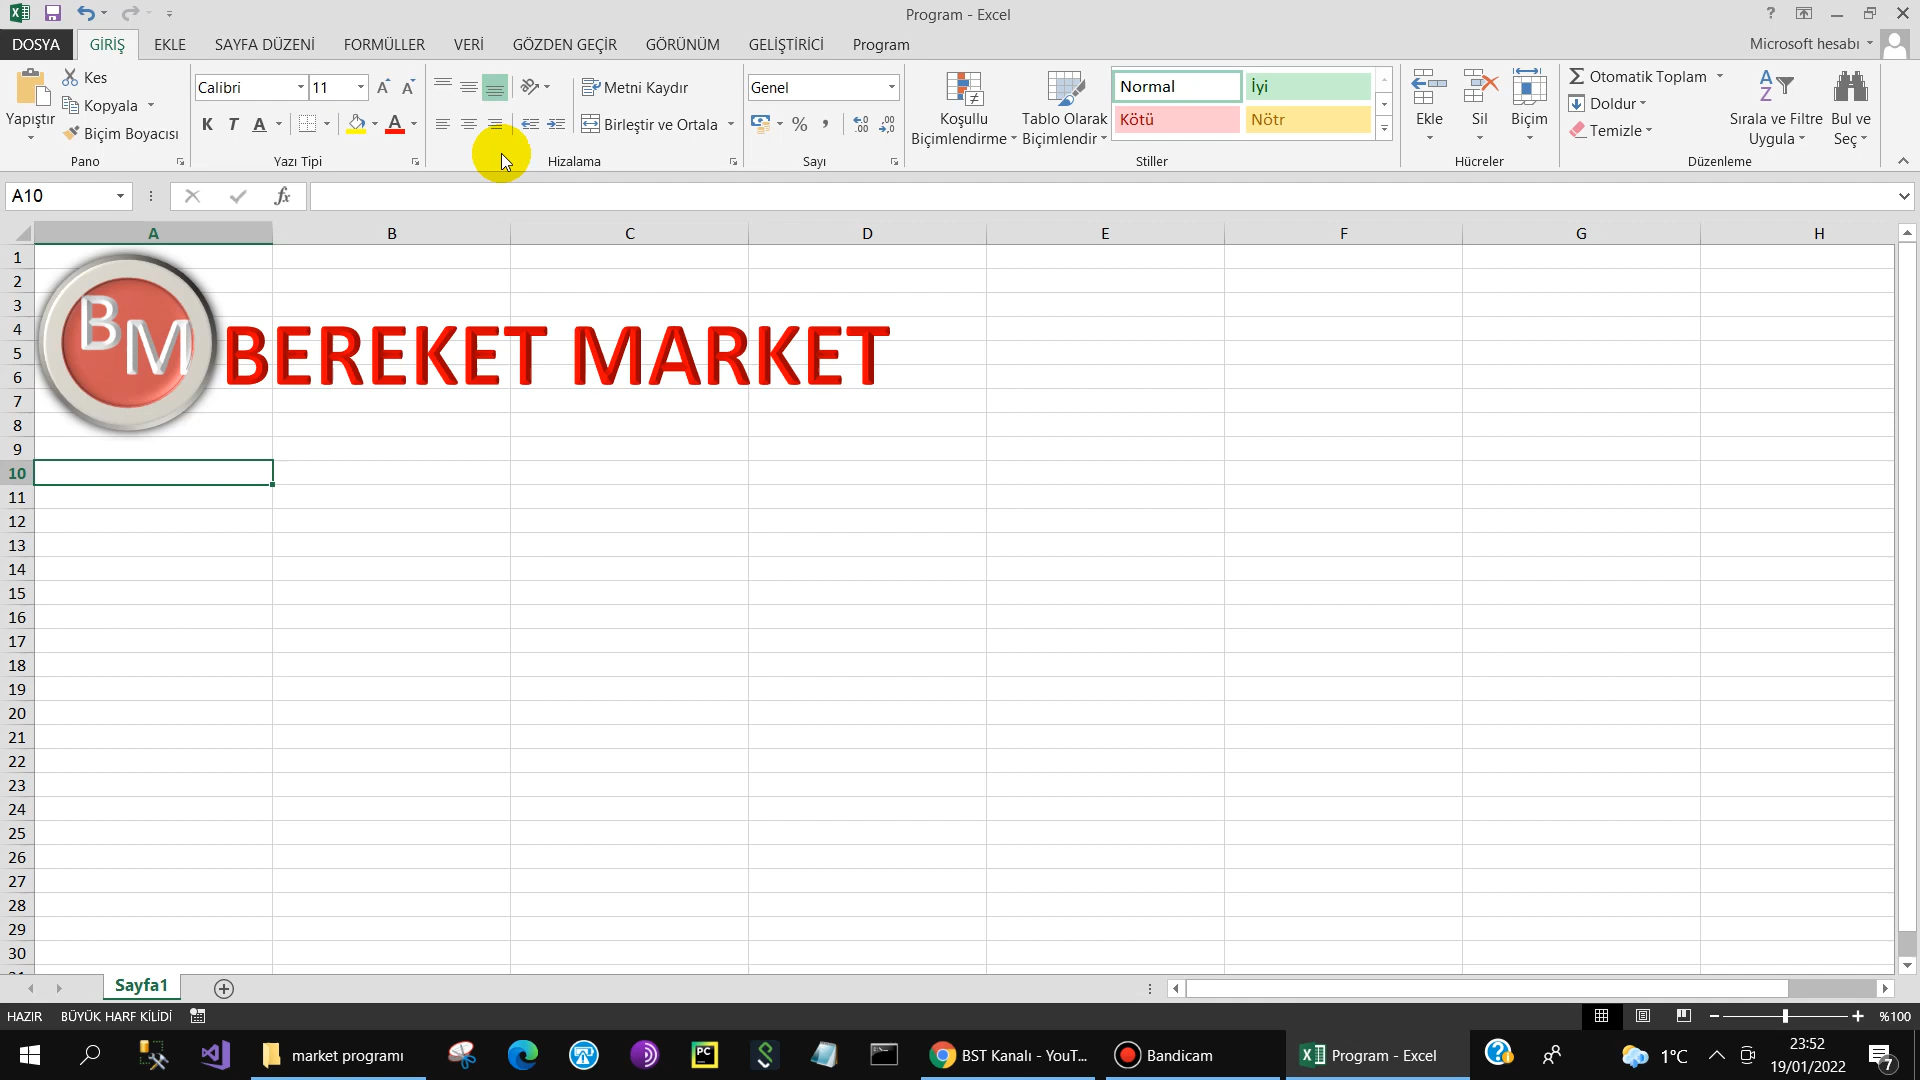 Program - Excel
?
DOSYA GİRİŞ EKLE SAYFA DÜZENİ FORMÜLLER VERİ GÖZDEN GEÇİR GÖRÜNÜM GELİŞTİRİCİ Program Microsoft hesabı
Yapıştır
Kes
Kopyala
Biçim Boyacısı
Pano
Calibri 11
K T A
Yazı Tipi
Metni Kaydır
Birleştir ve Ortala
Hizalama
Genel
%
Sayı
Koşullu
Biçimlendirme
Tablo Olarak
Biçimlendir
Normal İyi
Kötü Nötr
Stiller
Ekle Sil Biçim
Hücreler
Otomatik Toplam
Doldur
Temizle
Sırala ve Filtre
Uygula
Bul ve
Seç
Düzenleme
A10 fx
A B C D E F G H
1
2
3
4
5
6
7
8
9
10
11
12
13
14
15
16
17
18
19
20
21
22
23
24
25
26
27
28
29
30
BM
BEREKET MARKET
Sayfa1
HAZIR BÜYÜK HARF KİLİDİ %100
market programı PC BST Kanalı - YouT... Bandicam Program - Excel 1°C 23:52
19/01/2022 7